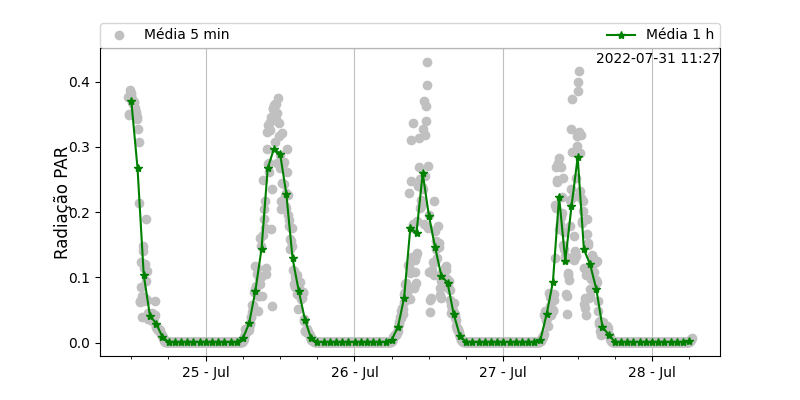 Média 5 min
Média 1 h
2022-07-31 11:27
Radiação PAR
0.4
0.3
0.2
0.1
0.0
25 - Jul
26 - Jul
27 - Jul
28 - Jul